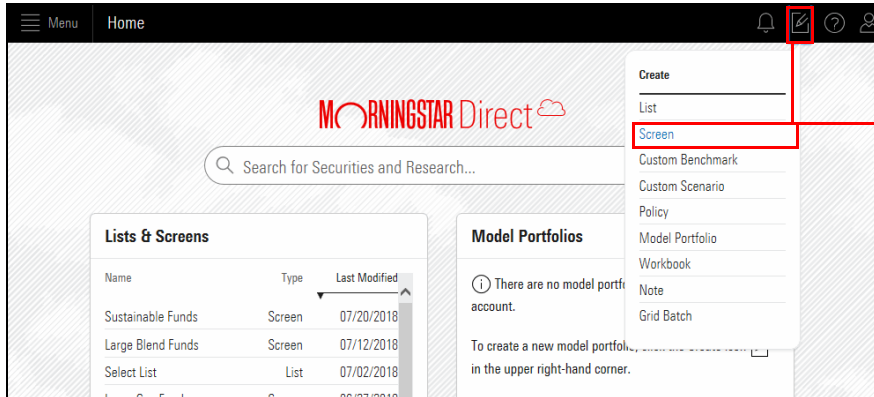 Menu
Home
Create
List
Screen
Custom Benchmark
Custom Scenario
Policy
Model Portfolio
Workbook
Note
Grid Batch
MORNINGSTAR Direct
Search for Securities and Research...
Lists & Screens
Name Type Last Modified
Sustainable Funds Screen 07/20/2018
Large Blend Funds Screen 07/12/2018
Select List List 07/02/2018
Model Portfolios
There are no model
account.
To create a new model
in the upper right-hand corner.